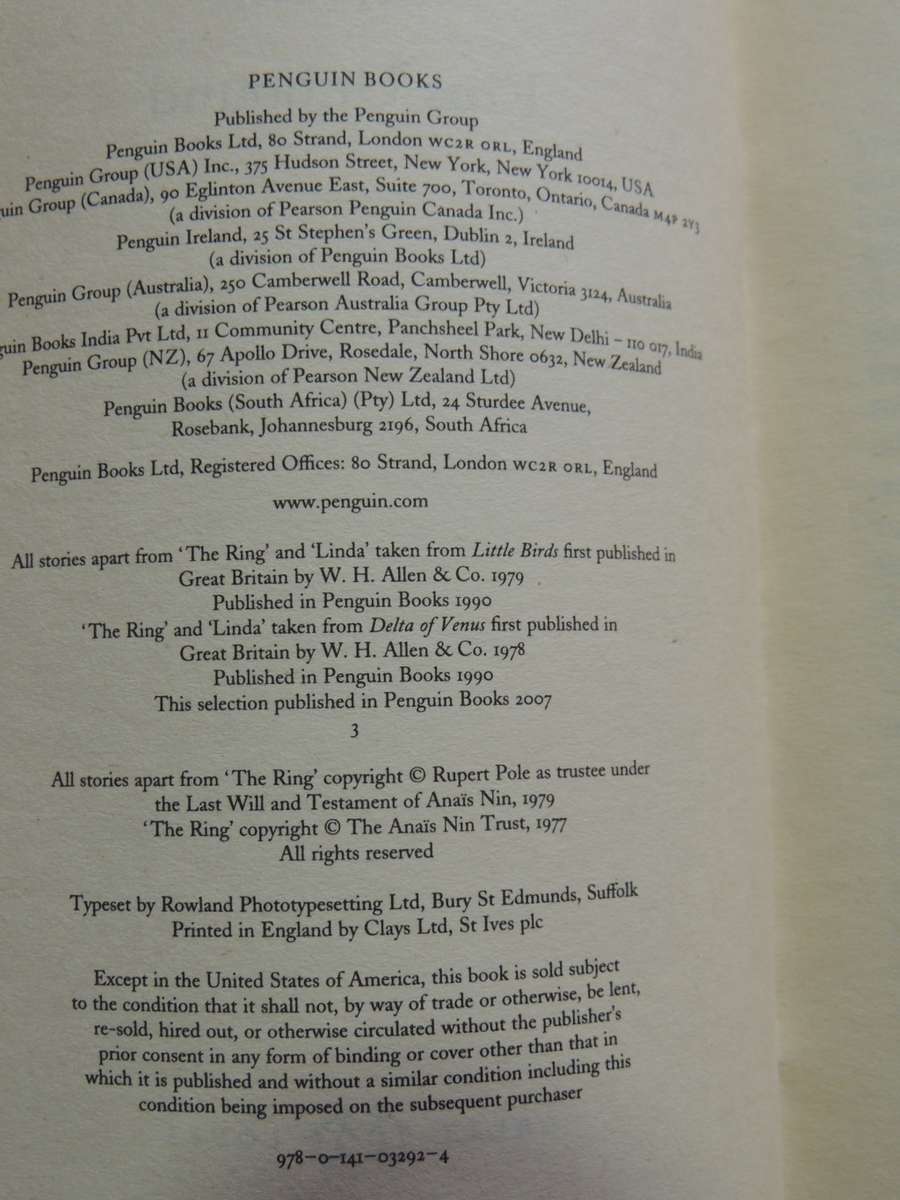 PENGUIN BOOKS
Published by the Penguin Group
Penguin Books Ltd, 80 Strand, London WC2R ORL, England
Penguin Group (USA) Inc., 375 Hudson Street, New York, New York 10014, USA
uin Group (Canada), 90 Eglinton Avenue East, Suite 700, Toronto, Ontario, Canada M4P 2Y3
(a division of Pearson Penguin Canada Inc.)
Penguin Ireland, 25 St Stephen's Green, Dublin 2, Ireland
(a division of Penguin Books Ltd)
Penguin Group (Australia), 250 Camberwell Road, Camberwell, Victoria 3124, Australia
(a division of Pearson Australia Group Pty Ltd)
guin Books India Pvt Ltd, 11 Community Centre, Panchsheel Park, New Delhi – 110 017, India
Penguin Group (NZ), 67 Apollo Drive, Rosedale, North Shore 0632, New Zealand
(a division of Pearson New Zealand Ltd)
Penguin Books (South Africa) (Pty) Ltd, 24 Sturdee Avenue,
Rosebank, Johannesburg 2196, South Africa
Penguin Books Ltd, Registered Offices: 80 Strand, London WC2R ORL, England
www.penguin.com
All stories apart from 'The Ring' and 'Linda' taken from Little Birds first published in
Great Britain by W. H. Allen & Co. 1979
Published in Penguin Books 1990
'The Ring' and 'Linda' taken from Delta of Venus first published in
Great Britain by W. H. Allen & Co. 1978
Published in Penguin Books 1990
This selection published in Penguin Books 2007
3
All stories apart from 'The Ring' copyright © Rupert Pole as trustee under
the Last Will and Testament of Anaïs Nin, 1979
'The Ring' copyright © The Anaïs Nin Trust, 1977
All rights reserved
Typeset by Rowland Phototypesetting Ltd, Bury St Edmunds, Suffolk
Printed in England by Clays Ltd, St Ives plc
Except in the United States of America, this book is sold subject
to the condition that it shall not, by way of trade or otherwise, be lent,
re-sold, hired out, or otherwise circulated without the publisher's
prior consent in any form of binding or cover other than that in
which it is published and without a similar condition including this
condition being imposed on the subsequent purchaser
978-0-141-03292-4